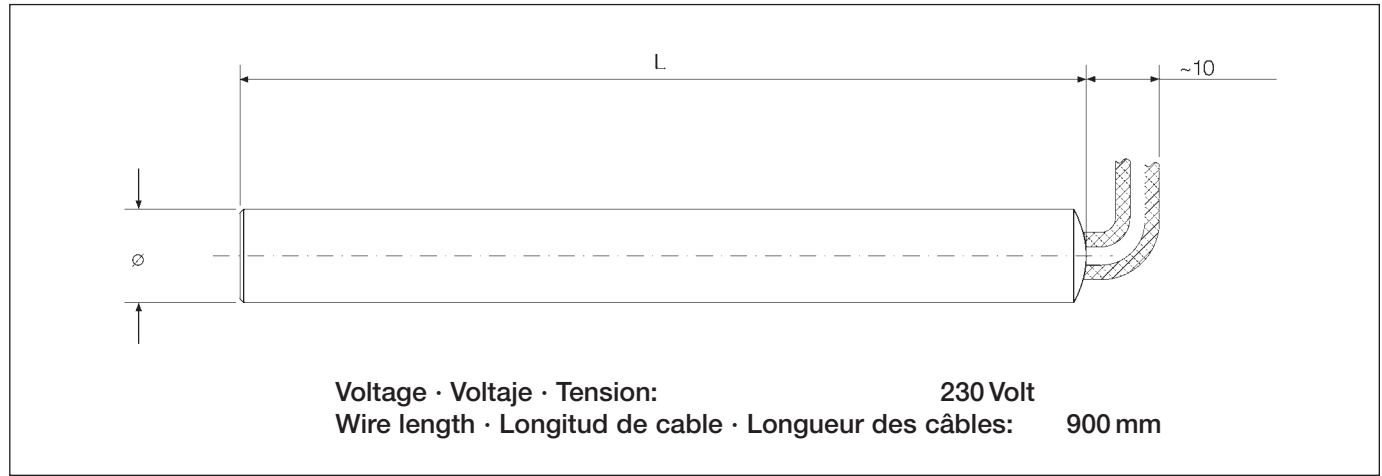 L
~10
⌀
Voltage · Voltaje · Tension: 230 Volt
Wire length · Longitud de cable · Longueur des câbles: 900 mm